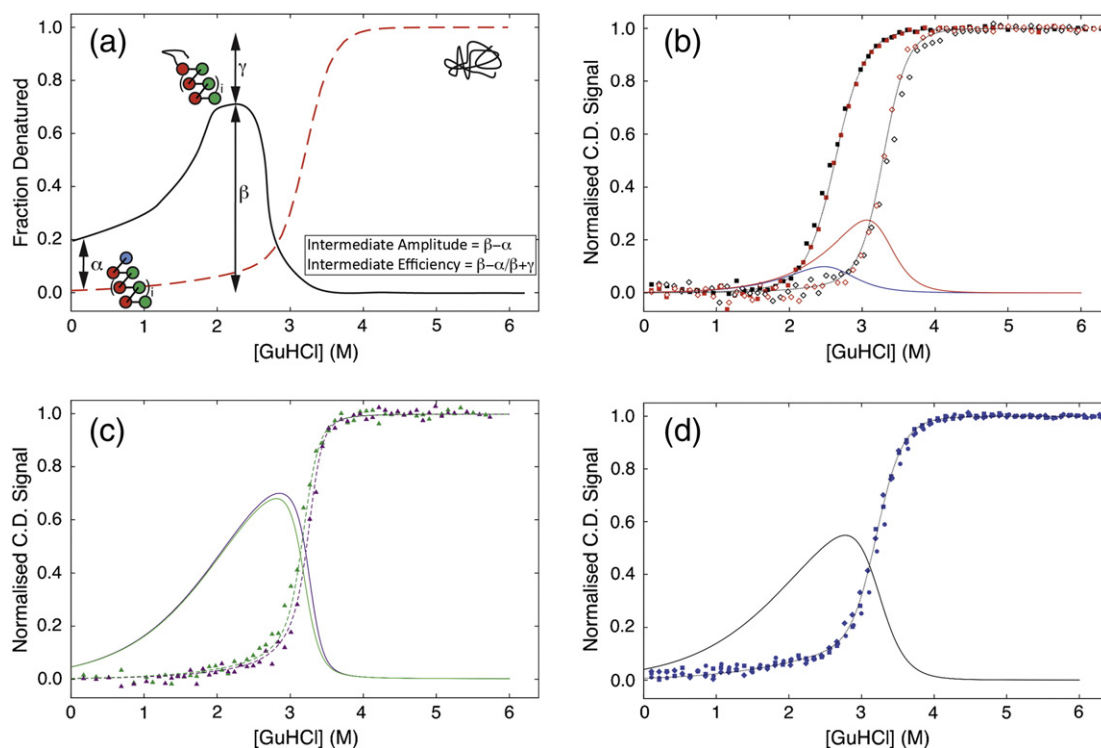 (a)
Fraction Denatured
1.0
0.8
0.6
0.4
0.2
0.0
γ
i
β
α
i
Intermediate Amplitude = β−α
Intermediate Efficiency = β−α/β+γ
0 1 2 3 4 5 6
[GuHCl] (M)
(b)
Normalised C.D. Signal
1.0
0.8
0.6
0.4
0.2
0.0
0 1 2 3 4 5 6
[GuHCl] (M)
(c)
Normalised C.D. Signal
1.0
0.8
0.6
0.4
0.2
0.0
0 1 2 3 4 5 6
[GuHCl] (M)
(d)
Normalised C.D. Signal
1.0
0.8
0.6
0.4
0.2
0.0
0 1 2 3 4 5 6
[GuHCl] (M)